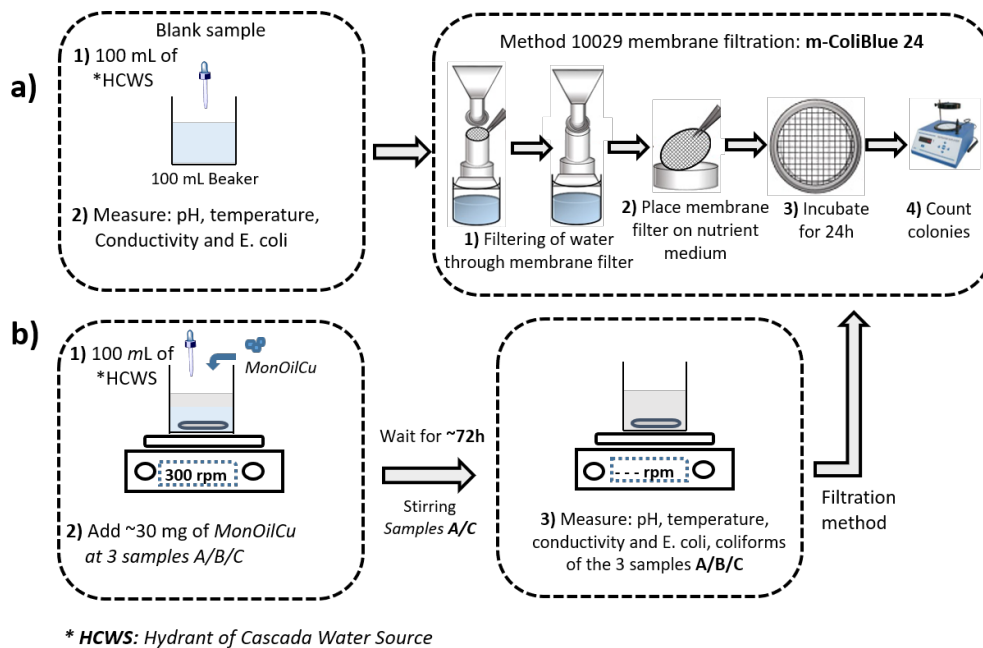 a)
Blank sample
1) 100 mL of
*HCWS
100 mL Beaker
2) Measure: pH, temperature,
Conductivity and E. coli
Method 10029 membrane filtration: m-ColiBlue 24
1) Filtering of water
through membrane filter
2) Place membrane
filter on nutrient
medium
3) Incubate
for 24h
4) Count
colonies
b)
1) 100 mL of
*HCWS
MonOilCu
300 rpm
2) Add ~30 mg of MonOilCu
at 3 samples A/B/C
Wait for ~72h
Stirring
Samples A/C
- - - rpm
3) Measure: pH, temperature,
conductivity and E. coli, coliforms
of the 3 samples A/B/C
Filtration
method
* HCWS: Hydrant of Cascada Water Source